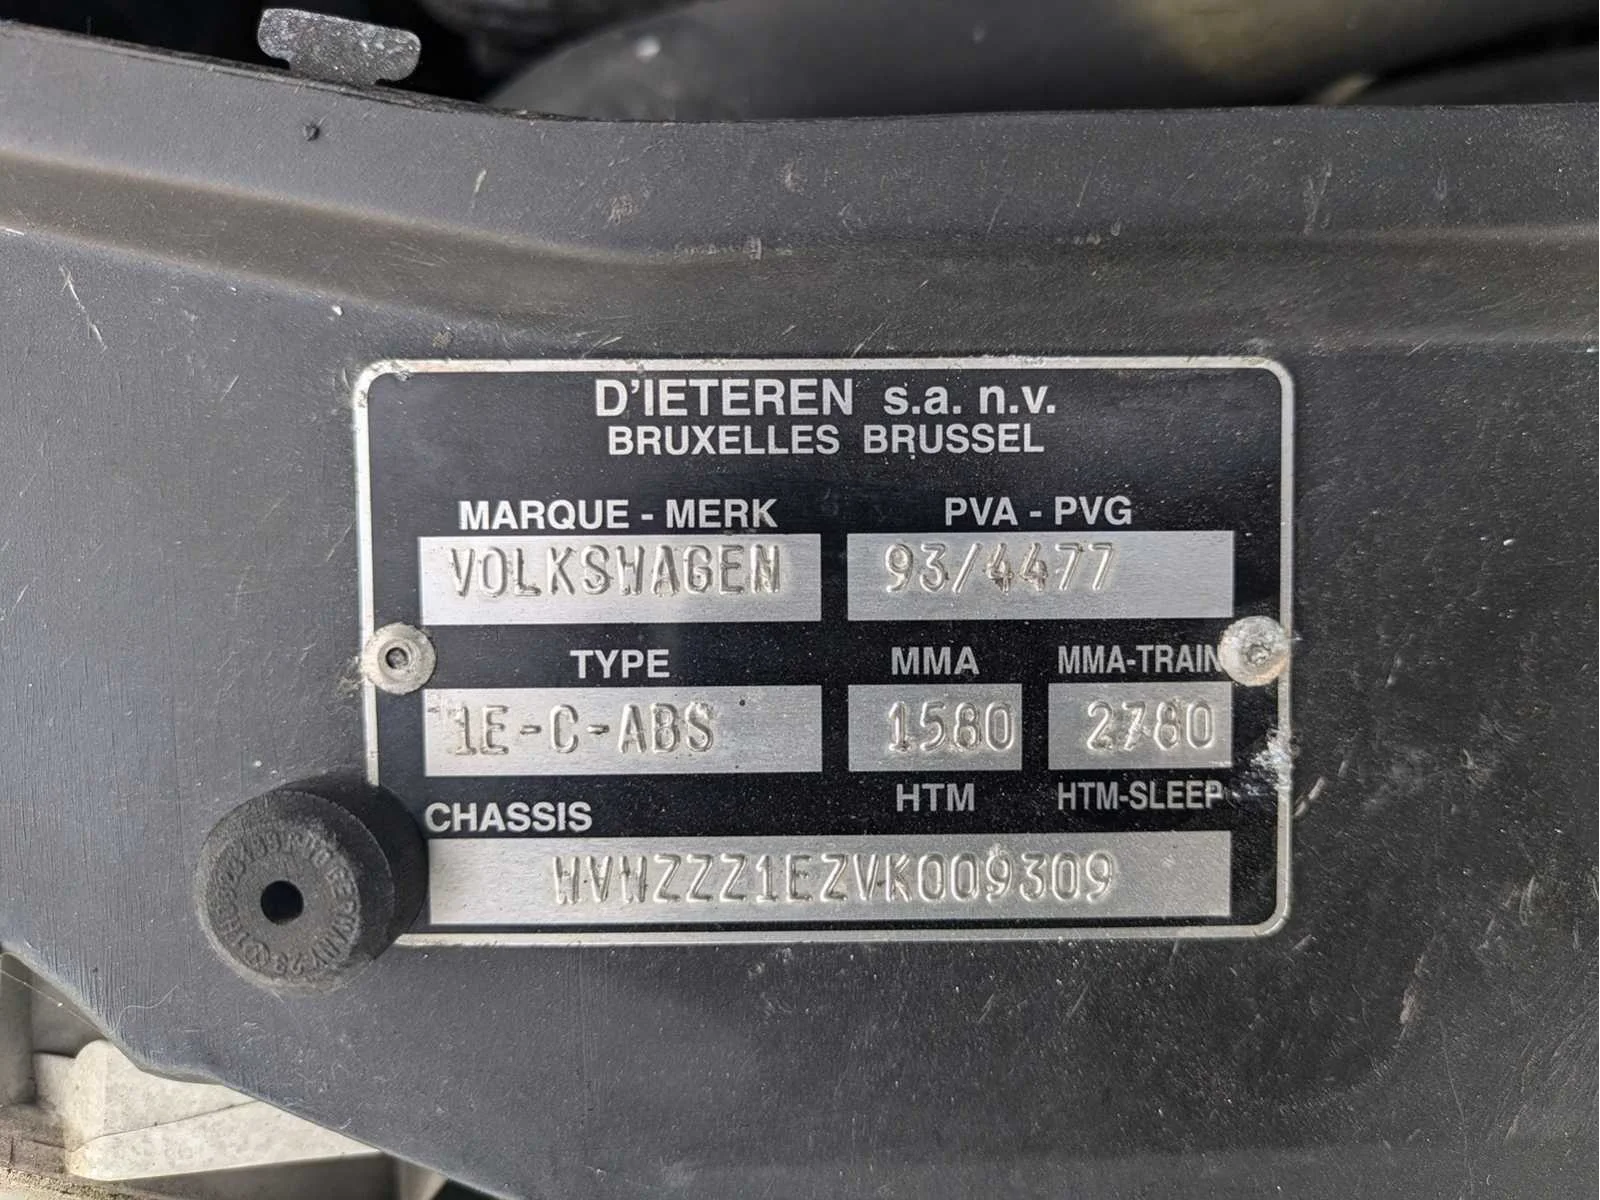 D'IETEREN s.a. n.v.
BRUXELLES BRUSSEL
MARQUE - MERK PVA - PVG
VOLKSWAGEN 93/4477
TYPE MMA MMA-TRAIN
1E-C-ABS 1580 2780
HTM HTM-SLEEP
CHASSIS
WVWZZZ1EZVK009309